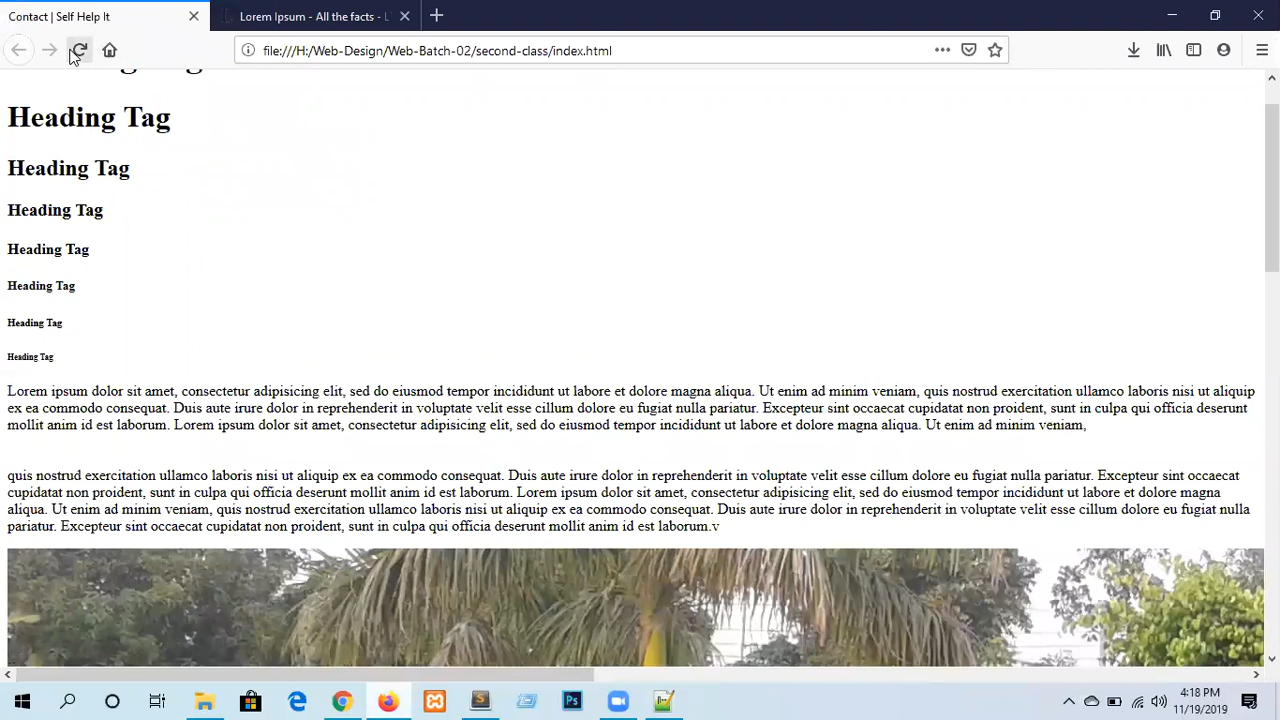 Contact | Self Help It
Lorem Ipsum - All the facts - L
file:///H:/Web-Design/Web-Batch-02/second-class/index.html
Heading Tag
Heading Tag
Heading Tag
Heading Tag
Heading Tag
Heading Tag
Heading Tag
Lorem ipsum dolor sit amet, consectetur adipisicing elit, sed do eiusmod tempor incididunt ut labore et dolore magna aliqua. Ut enim ad minim veniam, quis nostrud exercitation ullamco laboris nisi ut aliquip
ex ea commodo consequat. Duis aute irure dolor in reprehenderit in voluptate velit esse cillum dolore eu fugiat nulla pariatur. Excepteur sint occaecat cupidatat non proident, sunt in culpa qui officia deserunt
mollit anim id est laborum. Lorem ipsum dolor sit amet, consectetur adipisicing elit, sed do eiusmod tempor incididunt ut labore et dolore magna aliqua. Ut enim ad minim veniam,
quis nostrud exercitation ullamco laboris nisi ut aliquip ex ea commodo consequat. Duis aute irure dolor in reprehenderit in voluptate velit esse cillum dolore eu fugiat nulla pariatur. Excepteur sint occaecat
cupidatat non proident, sunt in culpa qui officia deserunt mollit anim id est laborum. Lorem ipsum dolor sit amet, consectetur adipisicing elit, sed do eiusmod tempor incididunt ut labore et dolore magna
aliqua. Ut enim ad minim veniam, quis nostrud exercitation ullamco laboris nisi ut aliquip ex ea commodo consequat. Duis aute irure dolor in reprehenderit in voluptate velit esse cillum dolore eu fugiat nulla
pariatur. Excepteur sint occaecat cupidatat non proident, sunt in culpa qui officia deserunt mollit anim id est laborum.v
Ps
4:18 PM
11/19/2019